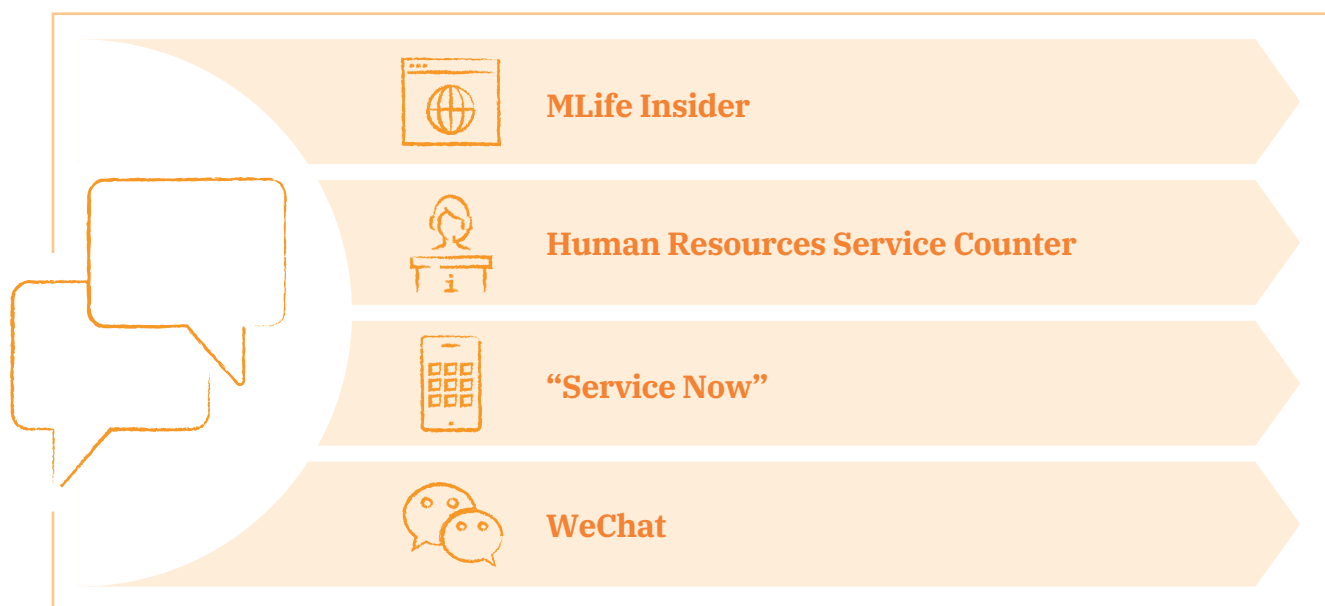 MLife Insider
Human Resources Service Counter
i
“Service Now”
WeChat